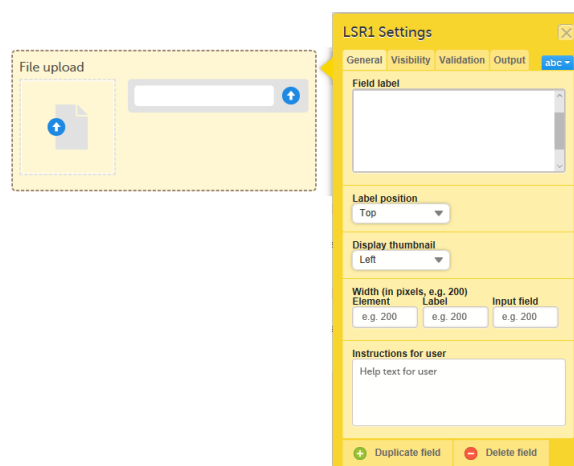 File upload
LSR1 Settings
General Visibility Validation Output abc
Field label
Label position
Top
Display thumbnail
Left
Width (in pixels, e.g. 200)
Element Label Input field
e.g. 200 e.g. 200 e.g. 200
Instructions for user
Help text for user
Duplicate field Delete field